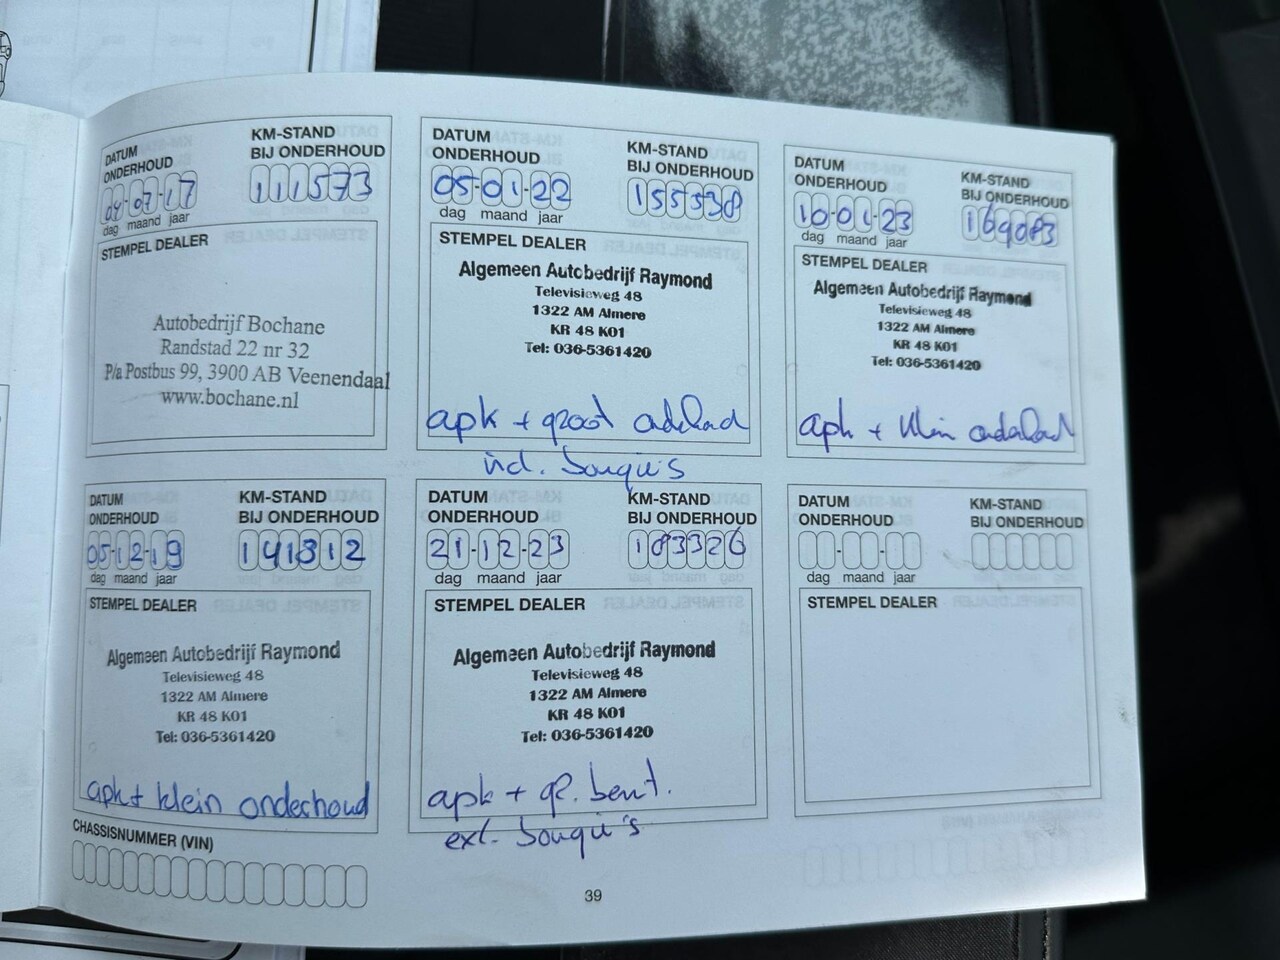 DATUM
ONDERHOUD
KM-STAND
BIJ ONDERHOUD
04-07-17
111573
dag maand jaar
STEMPEL DEALER
Autobedrijf Bochane
Randstad 22 nr 32
P/a Postbus 99, 3900 AB Veenendaal
www.bochane.nl
DATUM
ONDERHOUD
KM-STAND
BIJ ONDERHOUD
05-01-22
155538
dag maand jaar
STEMPEL DEALER
Algemeen Autobedrijf Raymond
Televisieweg 48
1322 AM Almere
KR 48 K01
Tel: 036-5361420
apk + groot onderhoud
incl. bougie's
DATUM
ONDERHOUD
KM-STAND
BIJ ONDERHOUD
10-01-23
169083
dag maand jaar
STEMPEL DEALER
Algemeen Autobedrijf Raymond
Televisieweg 48
1322 AM Almere
KR 48 K01
Tel: 036-5361420
apk + klein onderhoud
DATUM
ONDERHOUD
KM-STAND
BIJ ONDERHOUD
05-12-19
141312
dag maand jaar
STEMPEL DEALER
Algemeen Autobedrijf Raymond
Televisieweg 48
1322 AM Almere
KR 48 K01
Tel: 036-5361420
apk + klein onderhoud
DATUM
ONDERHOUD
KM-STAND
BIJ ONDERHOUD
21-12-23
183326
dag maand jaar
STEMPEL DEALER
Algemeen Autobedrijf Raymond
Televisieweg 48
1322 AM Almere
KR 48 K01
Tel: 036-5361420
apk + gr. beurt.
exl. bougie's
DATUM
ONDERHOUD
KM-STAND
BIJ ONDERHOUD
dag maand jaar
STEMPEL DEALER
CHASSISNUMMER (VIN)
39